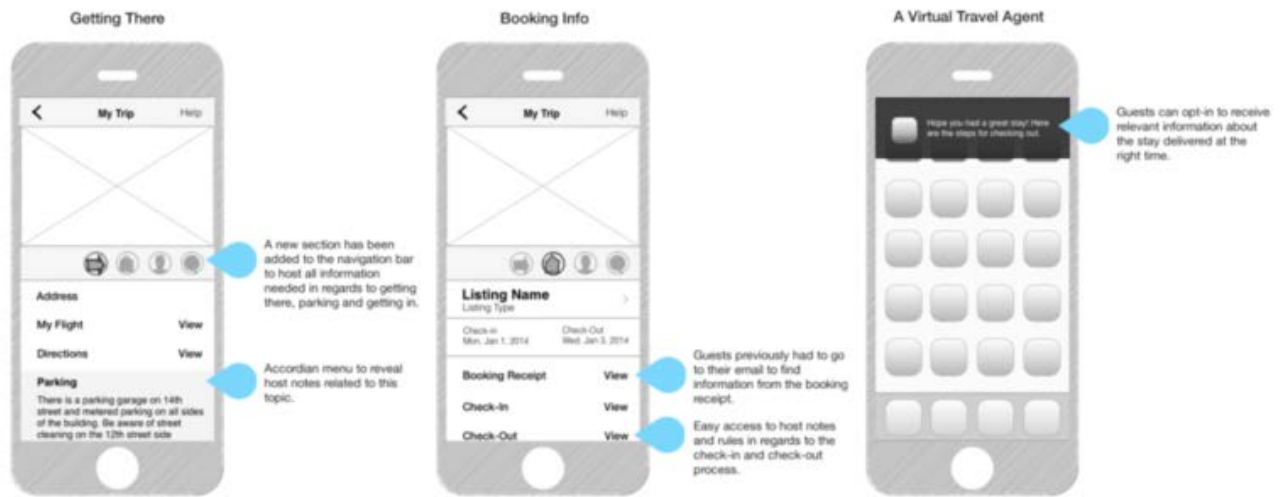 Getting There
My Trip
Help
A new section has been
added to the navigation bar
to host all information
needed in regards to getting
there, parking and getting in.
Address
My Flight
View
Directions
View
Accordian menu to reveal
host notes related to this
topic.
Parking
There is a parking garage on 14th
street and metered parking on all sides
of the building. Be aware of street
cleaning on the 12th street side
Booking Info
My Trip
Help
Listing Name
Listing Type
Check-in
Mon. Jan 1, 2014
Check-Out
Wed. Jan 3, 2014
Booking Receipt
View
Guests previously had to go
to their email to find
information from the booking
receipt.
Check-In
View
Check-Out
View
Easy access to host notes
and rules in regards to the
check-in and check-out
process.
A Virtual Travel Agent
Hope you had a great stay! Here
are the steps for checking out.
Guests can opt-in to receive
relevant information about
the stay delivered at the
right time.